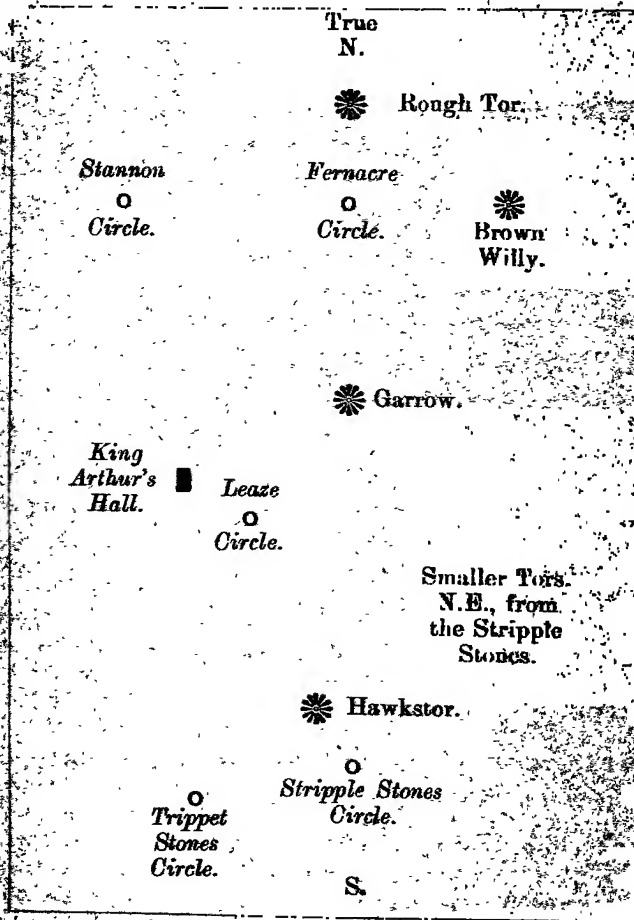 True
N.
Rough Tor.
Stannon
Circle.
Fernacre
Circle.
Brown
Willy.
Garrow.
King
Arthur's
Hall.
Leaze
Circle.
Smaller Tors.
N.E., from
the Stripple
Stones.
Hawkstor.
Stripple Stones
Circle.
Trippet
Stones
Circle.
S.